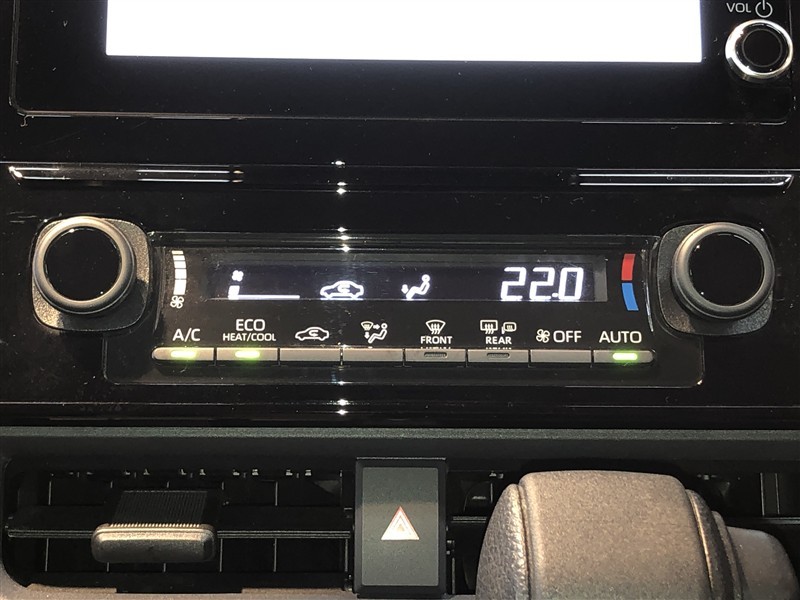 VOL
22.0
A/C
ECO
HEAT/COOL
FRONT
REAR
OFF
AUTO